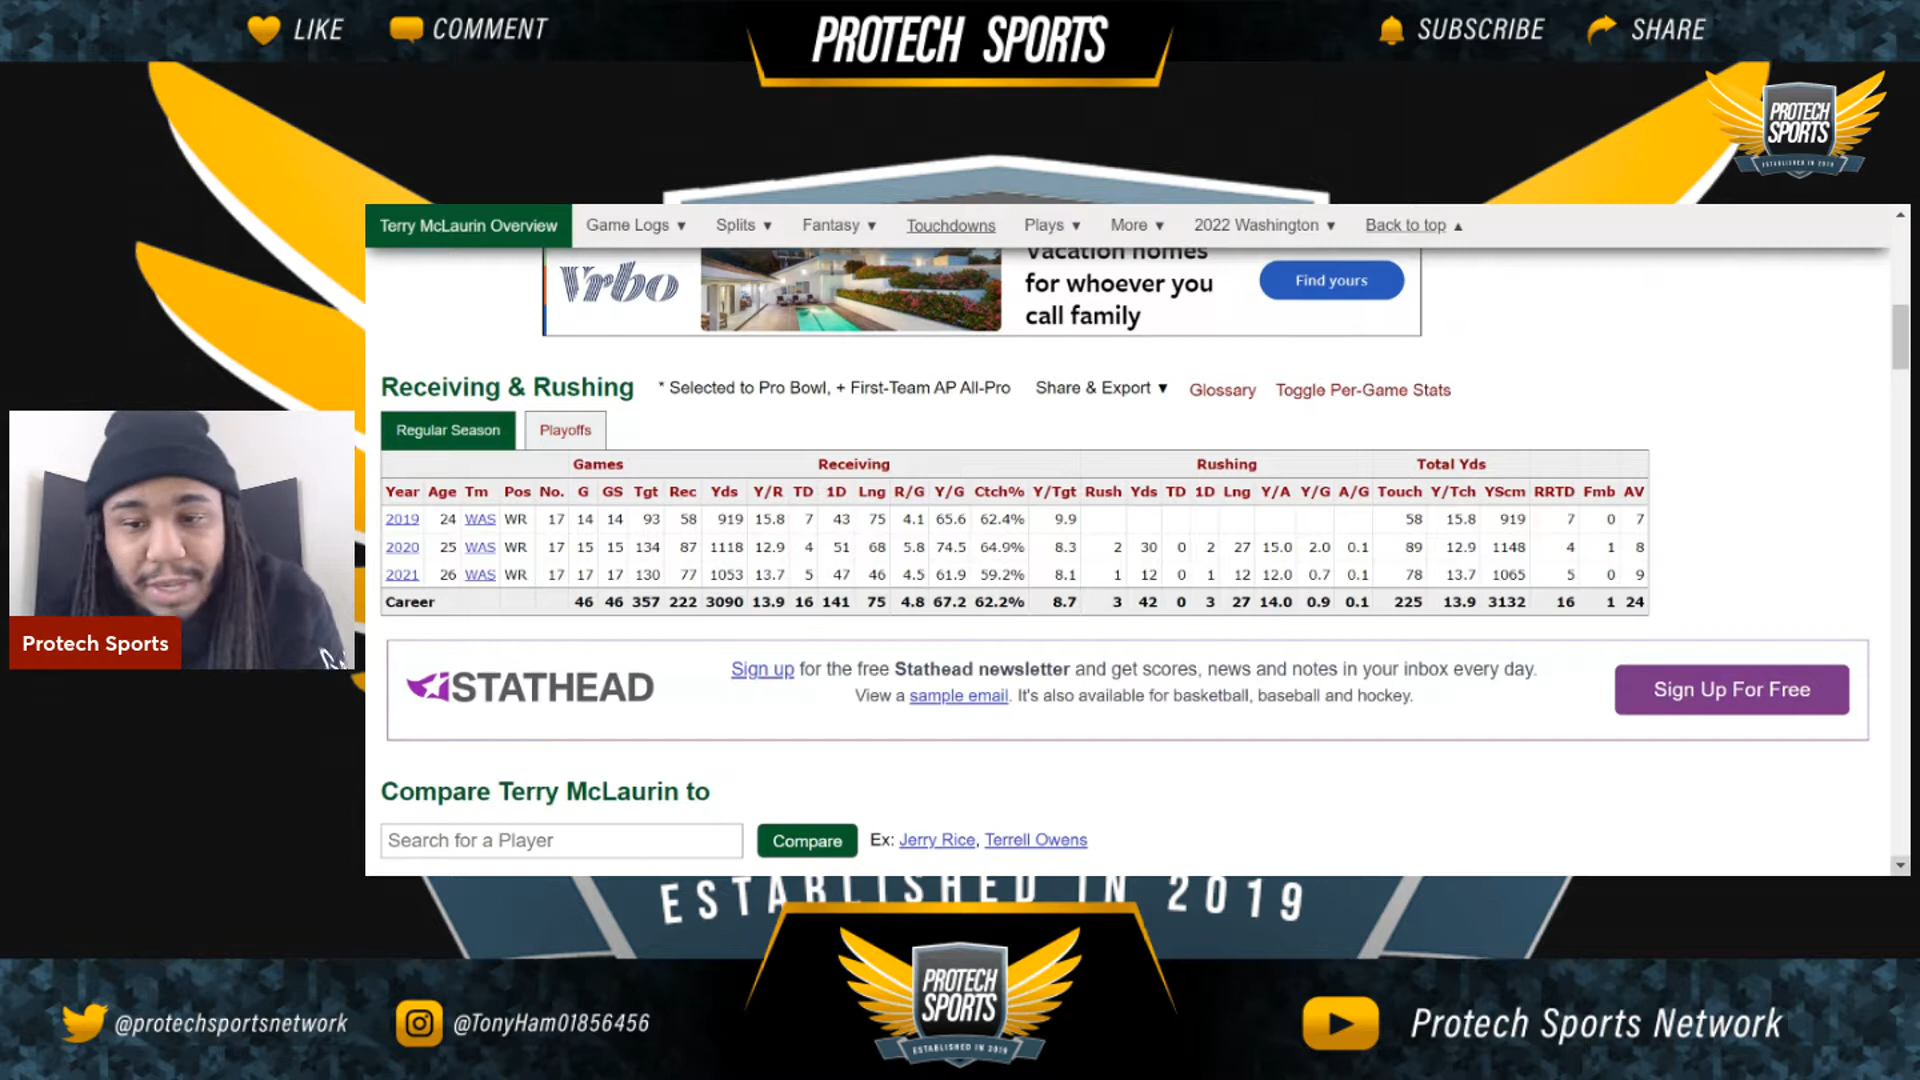 LIKE COMMENT PROTECH SPORTS SUBSCRIBE SHARE
PROTECH
SPORTS
ESTABLISHED IN 2019
Terry McLaurin Overview Game Logs ▼ Splits ▼ Fantasy ▼ Touchdowns Plays ▼ More ▼ 2022 Washington ▼ Back to top ▲
Vrbo
Vacation homes
for whoever you
call family
Find yours
Receiving & Rushing * Selected to Pro Bowl, + First-Team AP All-Pro Share & Export ▼ Glossary Toggle Per-Game Stats
Regular Season Playoffs
Games Receiving Rushing Total Yds
Year Age Tm Pos No. G GS Tgt Rec Yds Y/R TD 1D Lng R/G Y/G Ctch% Y/Tgt Rush Yds TD 1D Lng Y/A Y/G A/G Touch Y/Tch YScm RRTD Fmb AV
2019 24 WAS WR 17 14 14 93 58 919 15.8 7 43 75 4.1 65.6 62.4% 9.9 58 15.8 919 7 0 7
2020 25 WAS WR 17 15 15 134 87 1118 12.9 4 51 68 5.8 74.5 64.9% 8.3 2 30 0 2 27 15.0 2.0 0.1 89 12.9 1148 4 1 8
2021 26 WAS WR 17 17 17 130 77 1053 13.7 5 47 46 4.5 61.9 59.2% 8.1 1 12 0 1 12 12.0 0.7 0.1 78 13.7 1065 5 0 9
Career 46 46 357 222 3090 13.9 16 141 75 4.8 67.2 62.2% 8.7 3 42 0 3 27 14.0 0.9 0.1 225 13.9 3132 16 1 24
Protech Sports
STATHEAD
Sign up for the free Stathead newsletter and get scores, news and notes in your inbox every day.
View a sample email. It's also available for basketball, baseball and hockey.
Sign Up For Free
Compare Terry McLaurin to
Search for a Player Compare Ex: Jerry Rice, Terrell Owens
ESTABLISHED IN 2019
PROTECH
SPORTS
ESTABLISHED IN 2019
@protechsportsnetwork @TonyHam01856456 Protech Sports Network